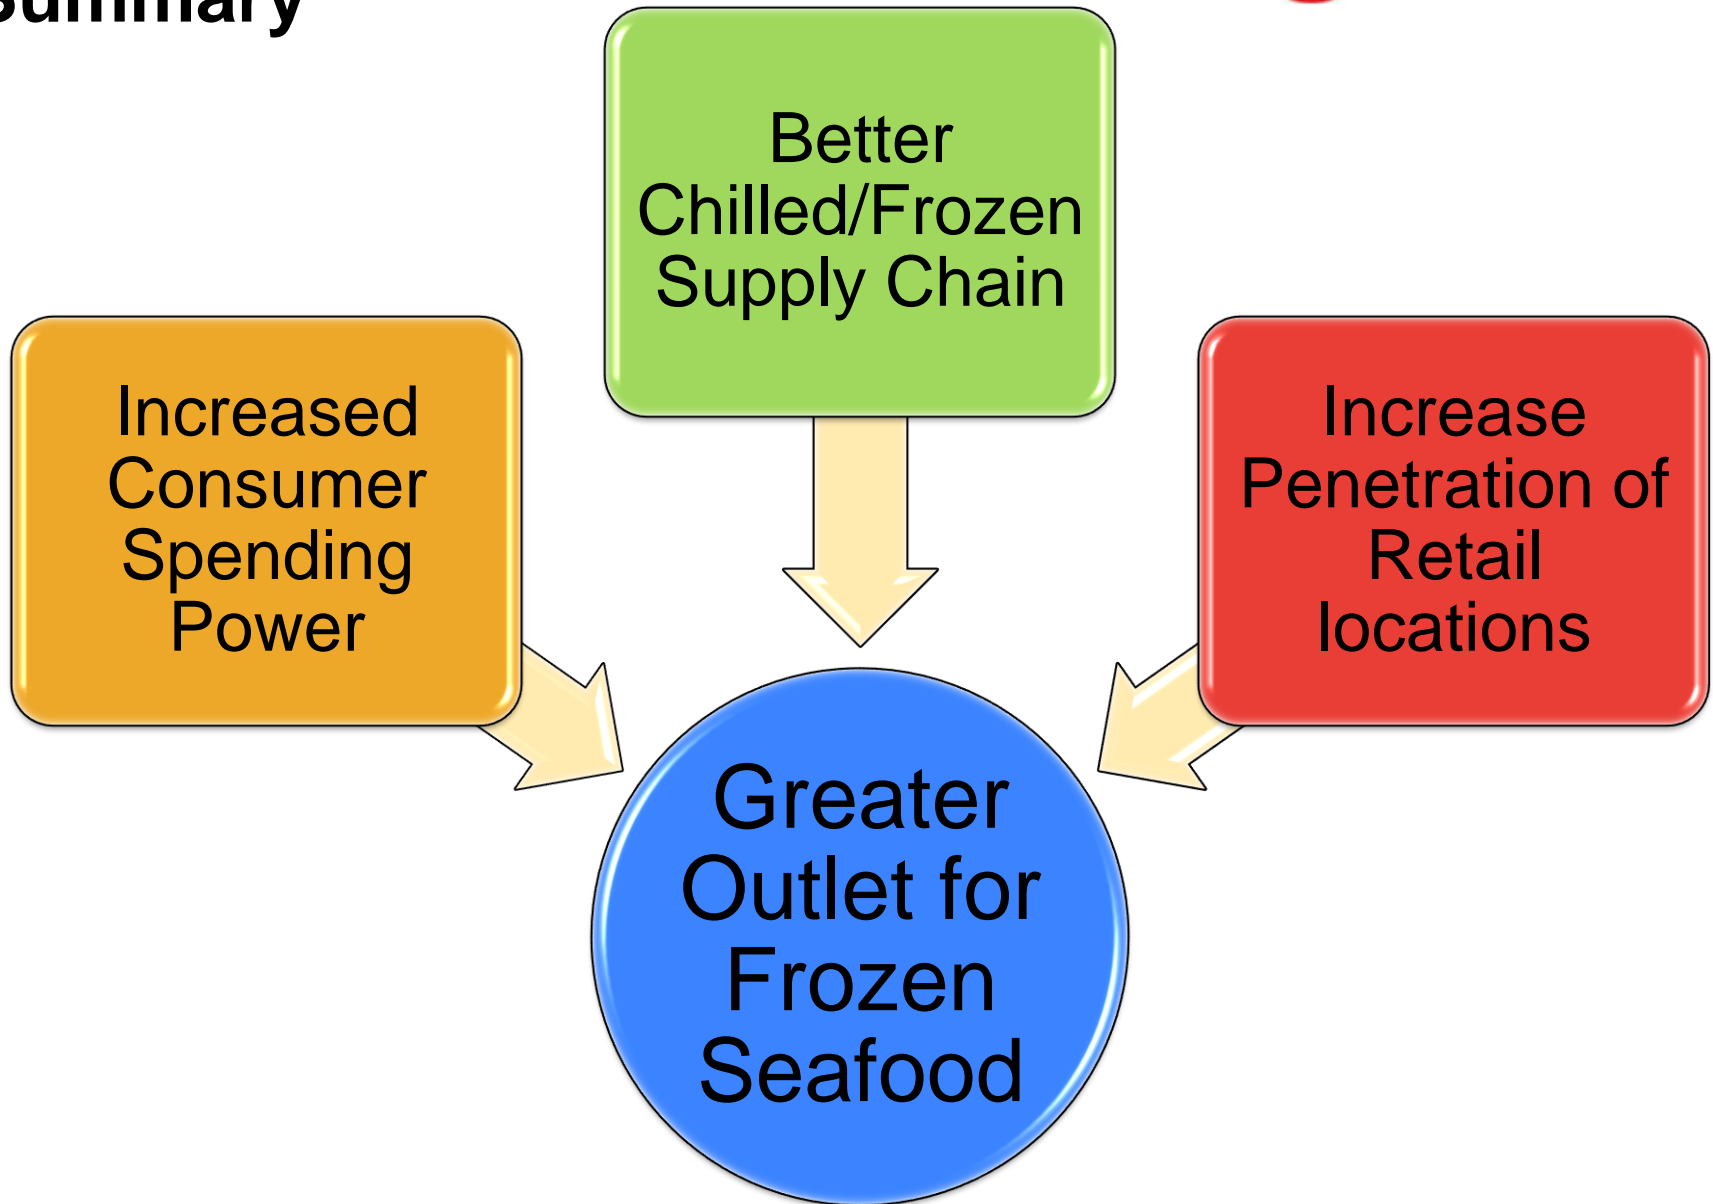 Summary
Better
Chilled/Frozen
Supply Chain
Increased
Consumer
Spending
Power
Increase
Penetration of
Retail
locations
Greater
Outlet for
Frozen
Seafood